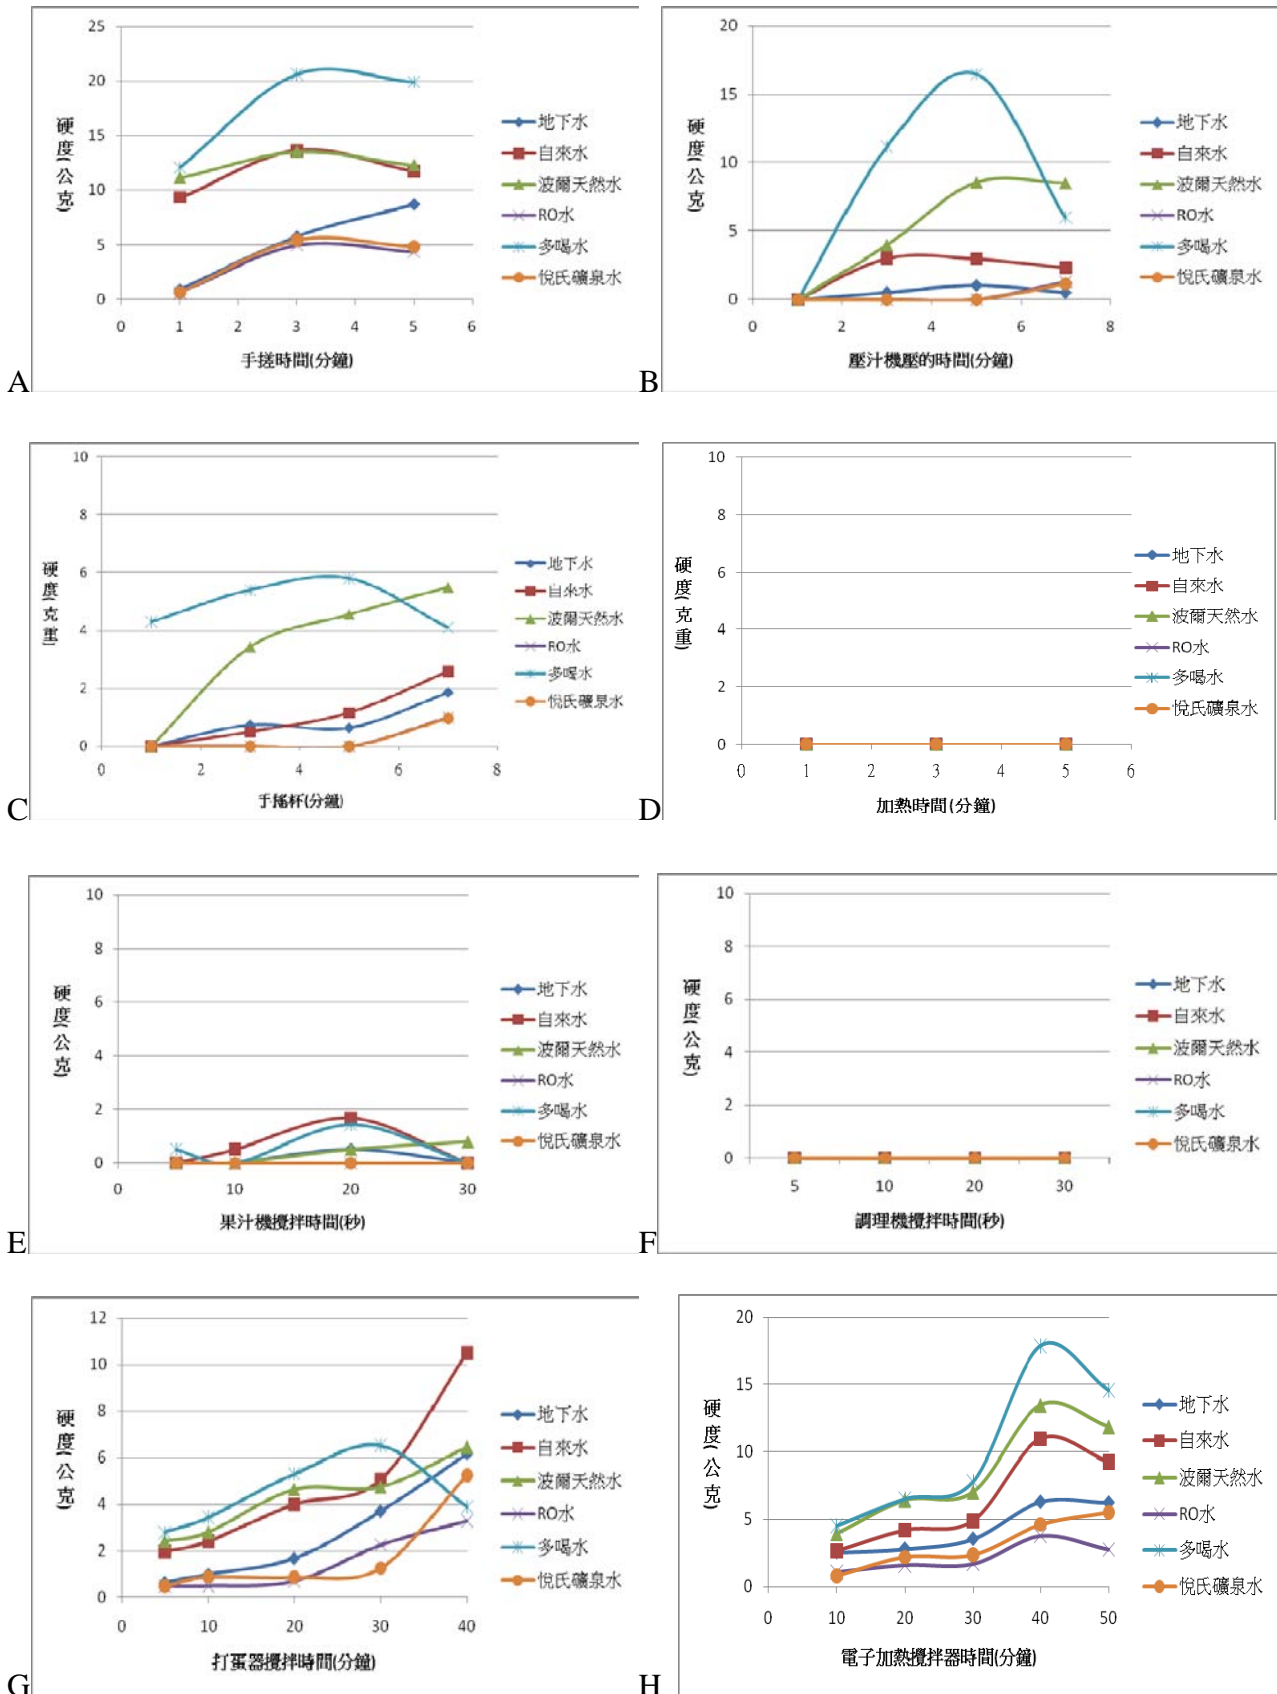 25
20
15
10
5
0
0 1 2 3 4 5 6
硬度(公克)
手搓時間(分鐘)
地下水
自來水
波爾天然水
RO水
多喝水
悅氏礦泉水
A
20
15
10
5
0
0 2 4 6 8
硬度(公克)
壓汁機壓的時間(分鐘)
地下水
自來水
波爾天然水
RO水
多喝水
悅氏礦泉水
B
10
8
6
4
2
0
0 2 4 6 8
硬度(克重)
手搖杯(分鐘)
地下水
自來水
波爾天然水
RO水
多喝水
悅氏礦泉水
C
10
8
6
4
2
0
0 1 2 3 4 5 6
硬度(克重)
加熱時間(分鐘)
地下水
自來水
波爾天然水
RO水
多喝水
悅氏礦泉水
D
10
8
6
4
2
0
0 10 20 30
硬度(公克)
果汁機攪拌時間(秒)
地下水
自來水
波爾天然水
RO水
多喝水
悅氏礦泉水
E
10
8
6
4
2
0
5 10 20 30
硬度(公克)
調理機攪拌時間(秒)
地下水
自來水
波爾天然水
RO水
多喝水
悅氏礦泉水
F
12
10
8
6
4
2
0
0 10 20 30 40
硬度(公克)
打蛋器攪拌時間(分鐘)
地下水
自來水
波爾天然水
RO水
多喝水
悅氏礦泉水
G
20
15
10
5
0
0 10 20 30 40 50
硬度(公克)
電子加熱攪拌器時間(分鐘)
地下水
自來水
波爾天然水
RO水
多喝水
悅氏礦泉水
H